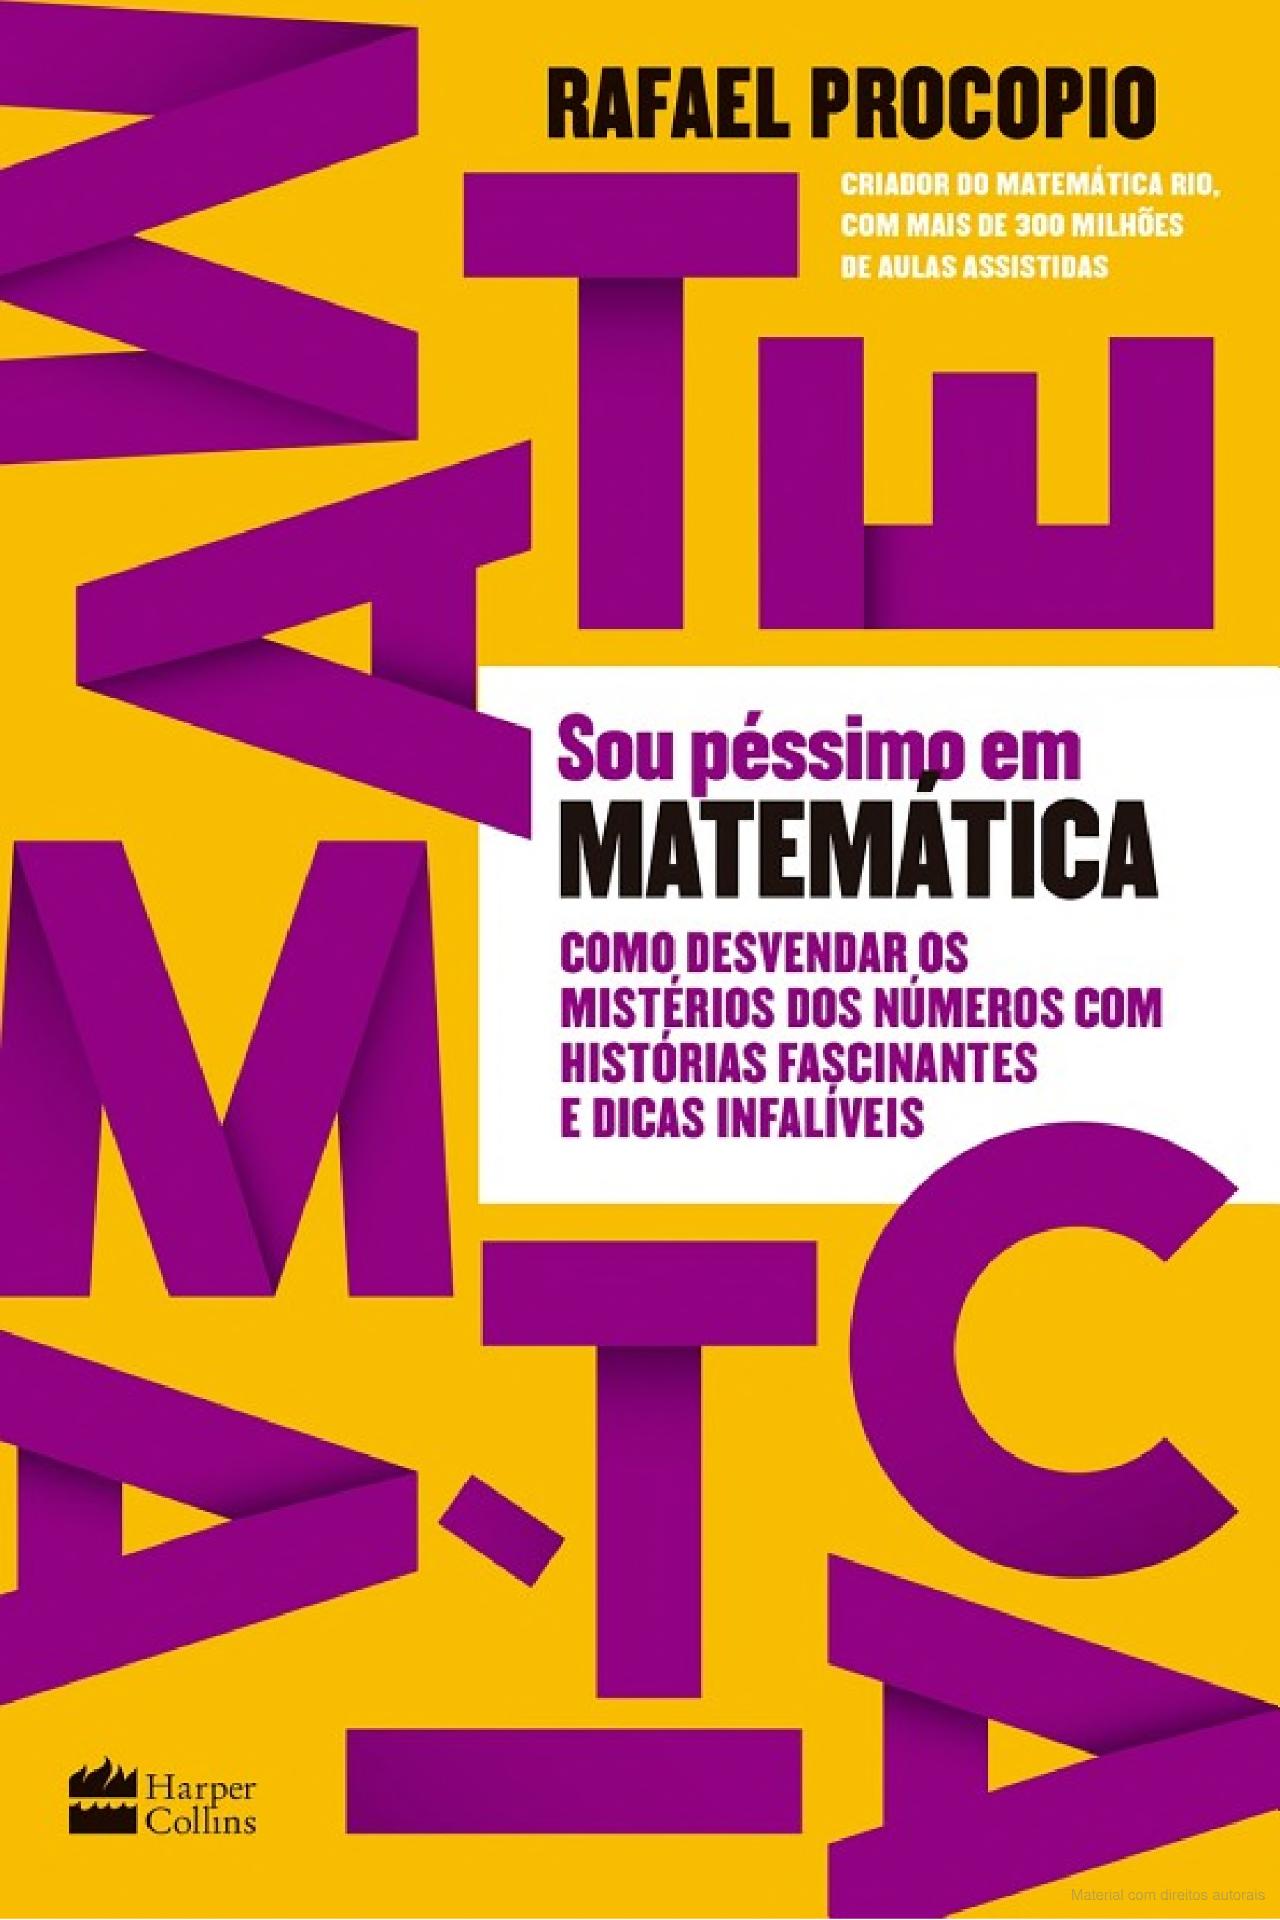 RAFAEL PROCOPIO
CRIADOR DO MATEMÁTICA RIO,
COM MAIS DE 300 MILHÕES
DE AULAS ASSISTIDAS
MATEMÁTICA
Sou péssimo em
MATEMÁTICA
COMO DESVENDAR OS
MISTÉRIOS DOS NÚMEROS COM
HISTÓRIAS FASCINANTES
E DICAS INFALÍVEIS
Harper
Collins
Material com direitos autorais